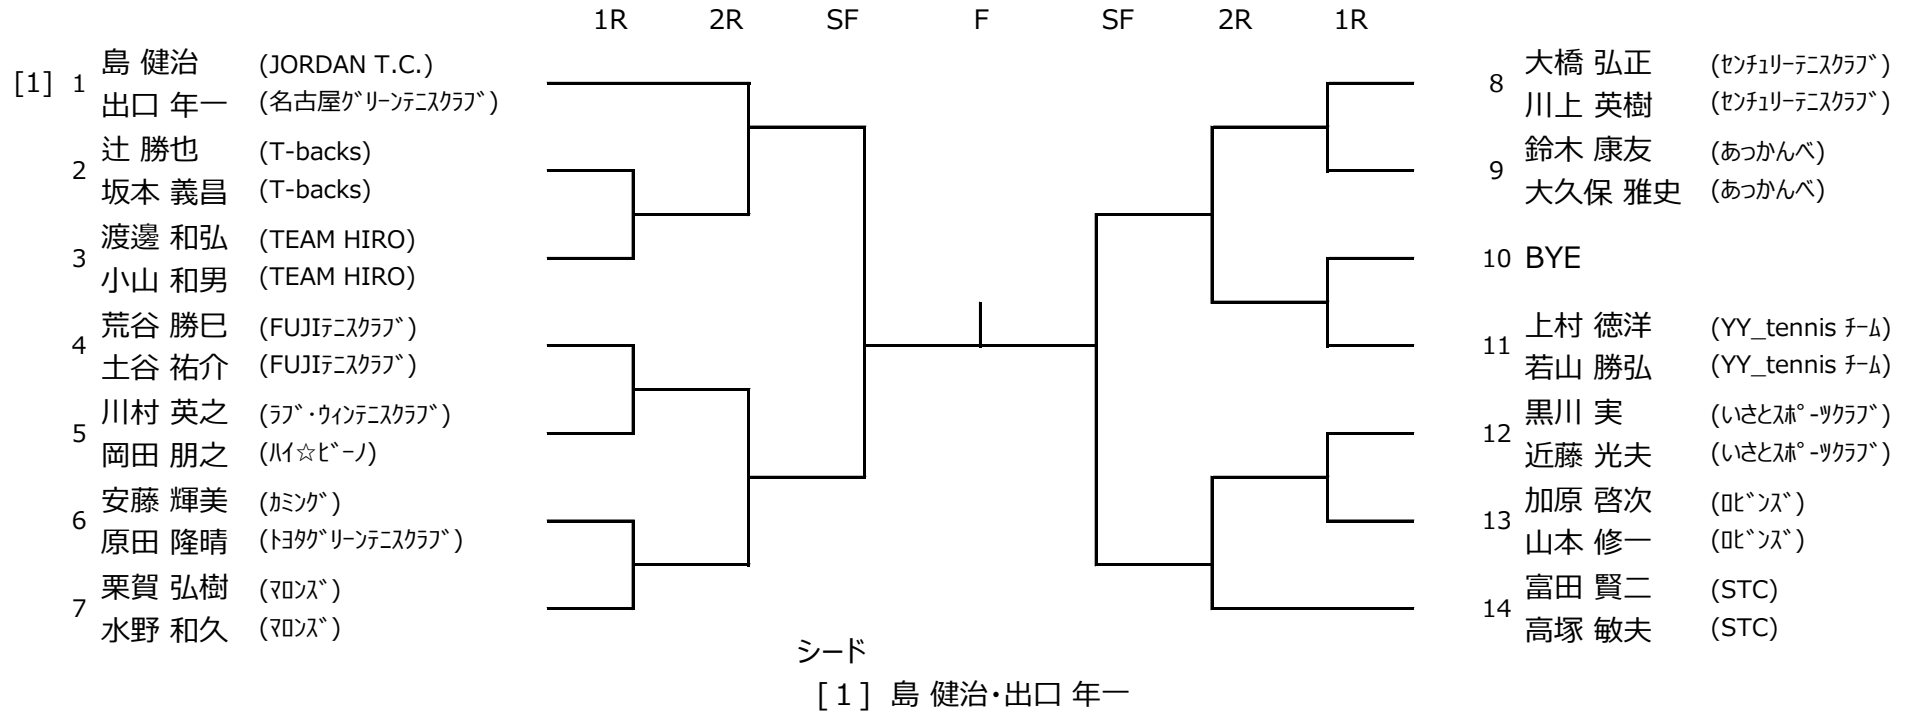 1R 2R SF F SF 2R 1R
[1] 1 島 健治 (JORDAN T.C.)
出口 年一 (名古屋ｸﾞﾘｰﾝﾃﾆｽｸﾗﾌﾞ)
2 辻 勝也 (T-backs)
坂本 義昌 (T-backs)
3 渡邊 和弘 (TEAM HIRO)
小山 和男 (TEAM HIRO)
4 荒谷 勝巳 (FUJIﾃﾆｽｸﾗﾌﾞ)
土谷 祐介 (FUJIﾃﾆｽｸﾗﾌﾞ)
5 川村 英之 (ﾗﾌﾞ・ｳｨﾝﾃﾆｽｸﾗﾌﾞ)
岡田 朋之 (ﾊｲ☆ﾋﾞｰﾉ)
6 安藤 輝美 (ｶﾐﾝｸﾞ)
原田 隆晴 (ﾄﾖﾀｸﾞﾘｰﾝﾃﾆｽｸﾗﾌﾞ)
7 栗賀 弘樹 (ﾏﾛﾝｽﾞ)
水野 和久 (ﾏﾛﾝｽﾞ)
8 大橋 弘正 (ｾﾝﾁｭﾘｰﾃﾆｽｸﾗﾌﾞ)
川上 英樹 (ｾﾝﾁｭﾘｰﾃﾆｽｸﾗﾌﾞ)
9 鈴木 康友 (あっかんべ)
大久保 雅史 (あっかんべ)
10 BYE
11 上村 徳洋 (YY_tennis ﾁｰﾑ)
若山 勝弘 (YY_tennis ﾁｰﾑ)
12 黒川 実 (いさとｽﾎﾟｰﾂｸﾗﾌﾞ)
近藤 光夫 (いさとｽﾎﾟｰﾂｸﾗﾌﾞ)
13 加原 啓次 (ﾛﾋﾞﾝｽﾞ)
山本 修一 (ﾛﾋﾞﾝｽﾞ)
14 富田 賢二 (STC)
高塚 敏夫 (STC)
シード
[１] 島 健治・出口 年一